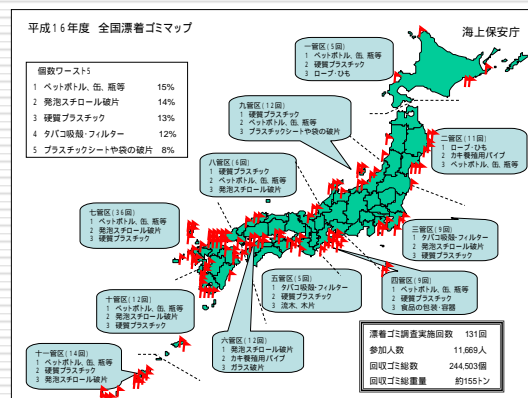 平成16年度 全国漂着ゴミマップ
海上保安庁
個数ワースト5
1 ペットボトル、缶、瓶等 15%
2 発泡スチロール破片 14%
3 硬質プラスチック 13%
4 タバコ吸殻・フィルター 12%
5 プラスチックシートや袋の破片 8%
一管区(5回)
1 ペットボトル、缶、瓶等
2 硬質プラスチック
3 ロープ・ひも
九管区(12回)
1 硬質プラスチック
2 ペットボトル、缶、瓶等
3 プラスチックシートや袋の破片
二管区(11回)
1 ロープ・ひも
2 カキ養殖用パイプ
3 ペットボトル、缶、瓶等
八管区(6回)
1 硬質プラスチック
2 ペットボトル、缶、瓶等
3 発泡スチロール破片
七管区(36回)
1 ペットボトル、缶、瓶等
2 発泡スチロール破片
3 硬質プラスチック
三管区(9回)
1 タバコ吸殻・フィルター
2 発泡スチロール破片
3 硬質プラスチック
五管区(5回)
1 タバコ吸殻・フィルター
2 硬質プラスチック
3 流木、木片
四管区(9回)
1 ペットボトル、缶、瓶等
2 硬質プラスチック
3 食品の包装・容器
十管区(12回)
1 ペットボトル、缶、瓶等
2 発泡スチロール破片
3 硬質プラスチック
六管区(12回)
1 発泡スチロール破片
2 カキ養殖用パイプ
3 ガラス破片
十一管区(14回)
1 ペットボトル、缶、瓶等
2 硬質プラスチック
3 発泡スチロール破片
漂着ゴミ調査実施回数 131回
参加人数 11,669人
回収ゴミ総数 244,503個
回収ゴミ総重量 約155トン